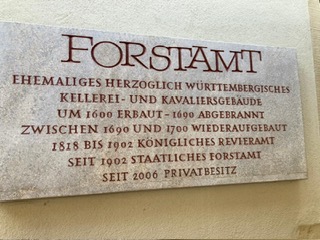 FORSTAMT
EHEMALIGES HERZOGLICH WÜRTTEMBERGISCHES
KELLEREI- UND KAVALIERSGEBÄUDE
UM 1600 ERBAUT - 1690 ABGEBRANNT
ZWISCHEN 1690 UND 1700 WIEDERAUFGEBAUT
1818 BIS 1902 KÖNIGLICHES REVIERAMT
SEIT 1902 STAATLICHES FORSTAMT
SEIT 2006 PRIVATBESITZ